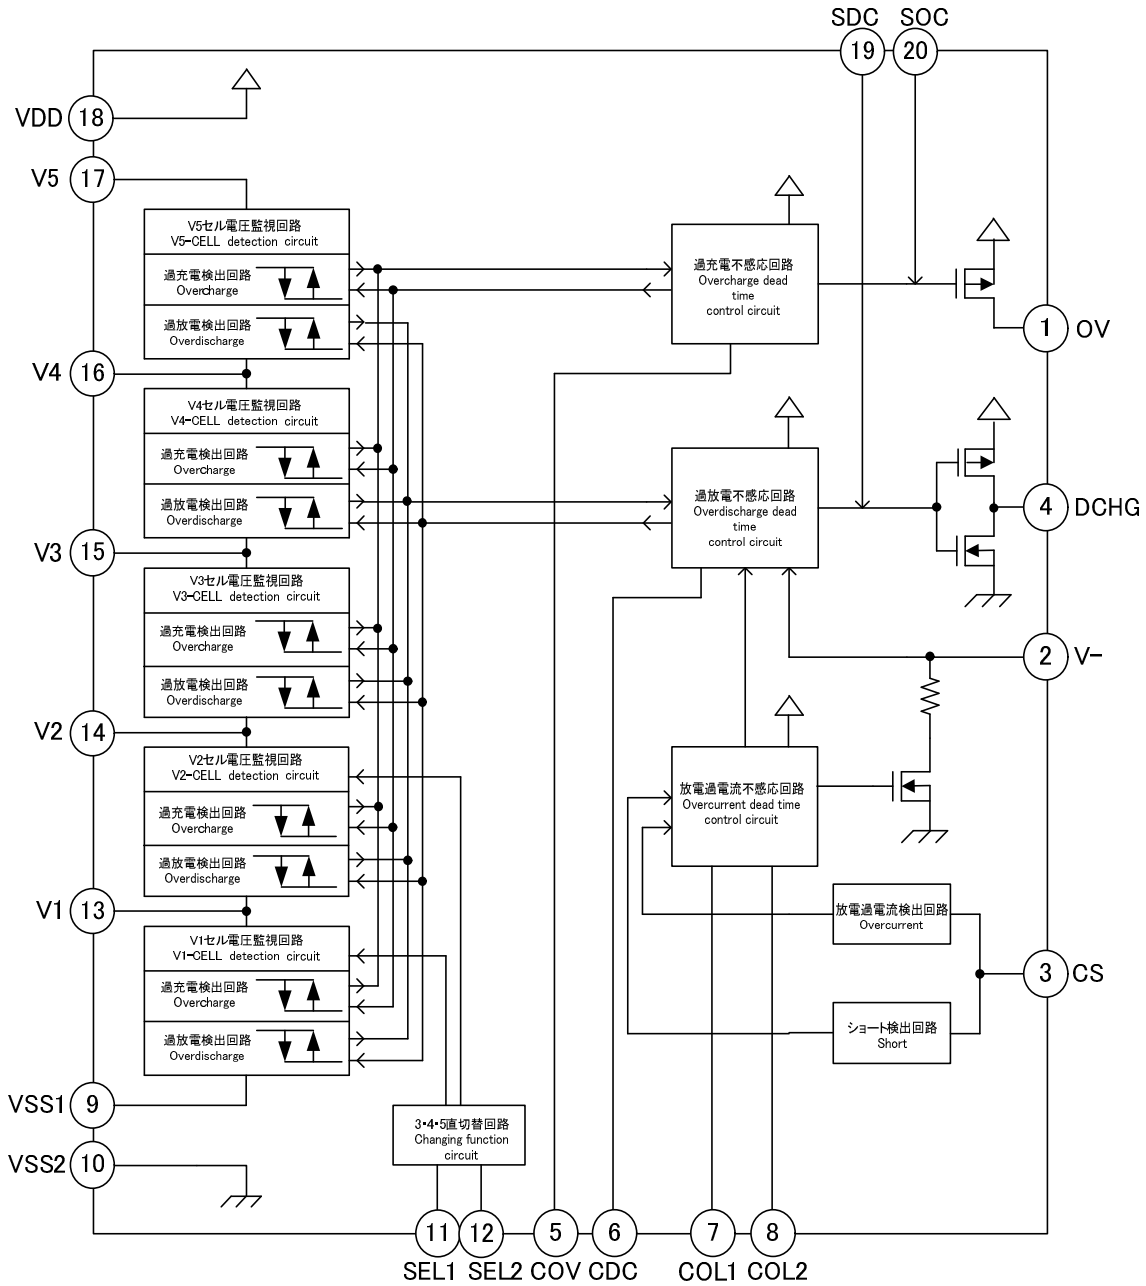 SDC
SOC
19
20
VDD
18
V5
17
V5セル電圧監視回路
V5-CELL detection circuit
過充電検出回路
Overcharge
過放電検出回路
Overdischarge
過充電不感応回路
Overcharge dead
time
control circuit
1
OV
V4
16
V4セル電圧監視回路
V4-CELL detection circuit
過充電検出回路
Overcharge
過放電検出回路
Overdischarge
過放電不感応回路
Overdischarge dead
time
control circuit
4
DCHG
V3
15
V3セル電圧監視回路
V3-CELL detection circuit
過充電検出回路
Overcharge
過放電検出回路
Overdischarge
2
V-
V2
14
V2セル電圧監視回路
V2-CELL detection circuit
過充電検出回路
Overcharge
過放電検出回路
Overdischarge
放電過電流不感応回路
Overcurrent dead time
control circuit
V1
13
V1セル電圧監視回路
V1-CELL detection circuit
過充電検出回路
Overcharge
過放電検出回路
Overdischarge
放電過電流検出回路
Overcurrent
3
CS
ショート検出回路
Short
VSS1
9
3・4・5直切替回路
Changing function
circuit
VSS2
10
11
12
5
6
7
8
SEL1
SEL2
COV
CDC
COL1
COL2